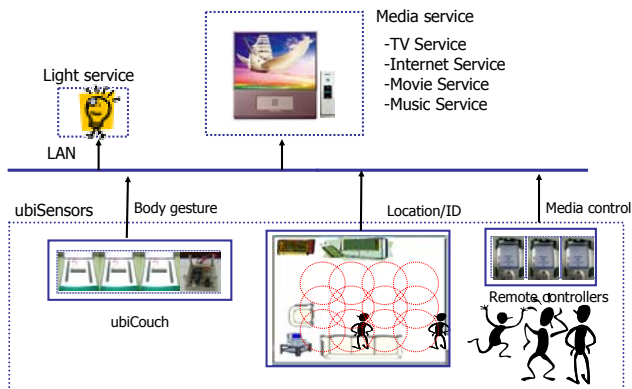 Media service
-TV Service
-Internet Service
-Movie Service
-Music Service
Light service
LAN
ubiSensors
Body gesture
Location/ID
Media control
ubiCouch
Remote controllers